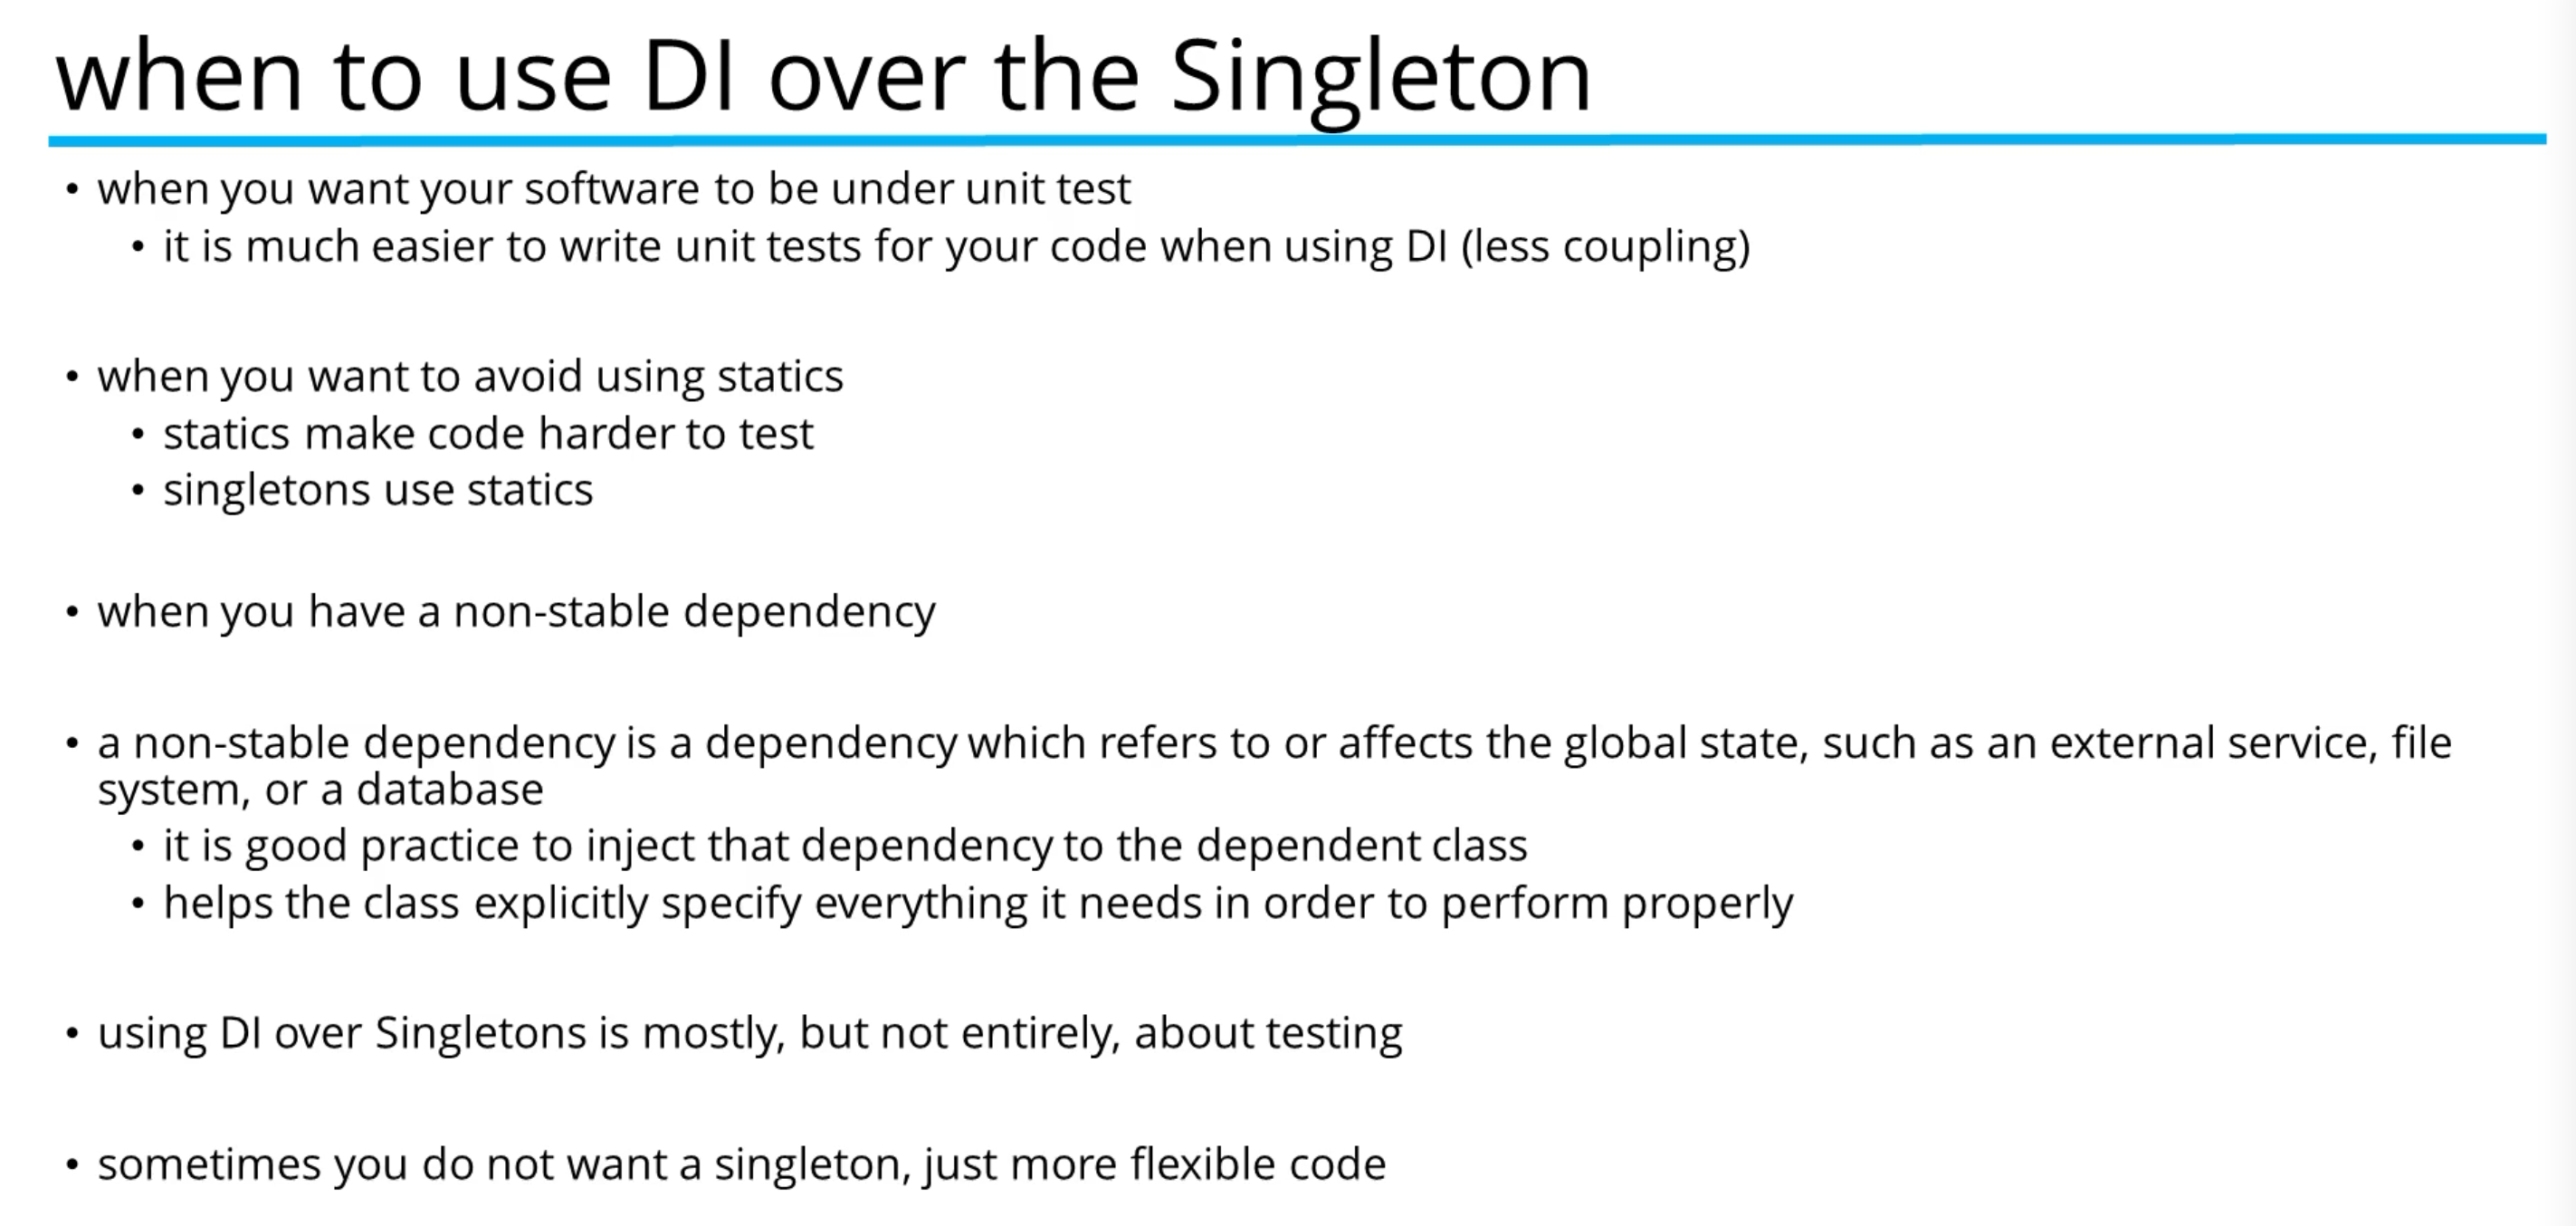 when to use DI over the Singleton
• when you want your software to be under unit test
• it is much easier to write unit tests for your code when using DI (less coupling)
• when you want to avoid using statics
• statics make code harder to test
• singletons use statics
• when you have a non-stable dependency
• a non-stable dependency is a dependency which refers to or affects the global state, such as an external service, file
system, or a database
• it is good practice to inject that dependency to the dependent class
• helps the class explicitly specify everything it needs in order to perform properly
• using DI over Singletons is mostly, but not entirely, about testing
• sometimes you do not want a singleton, just more flexible code